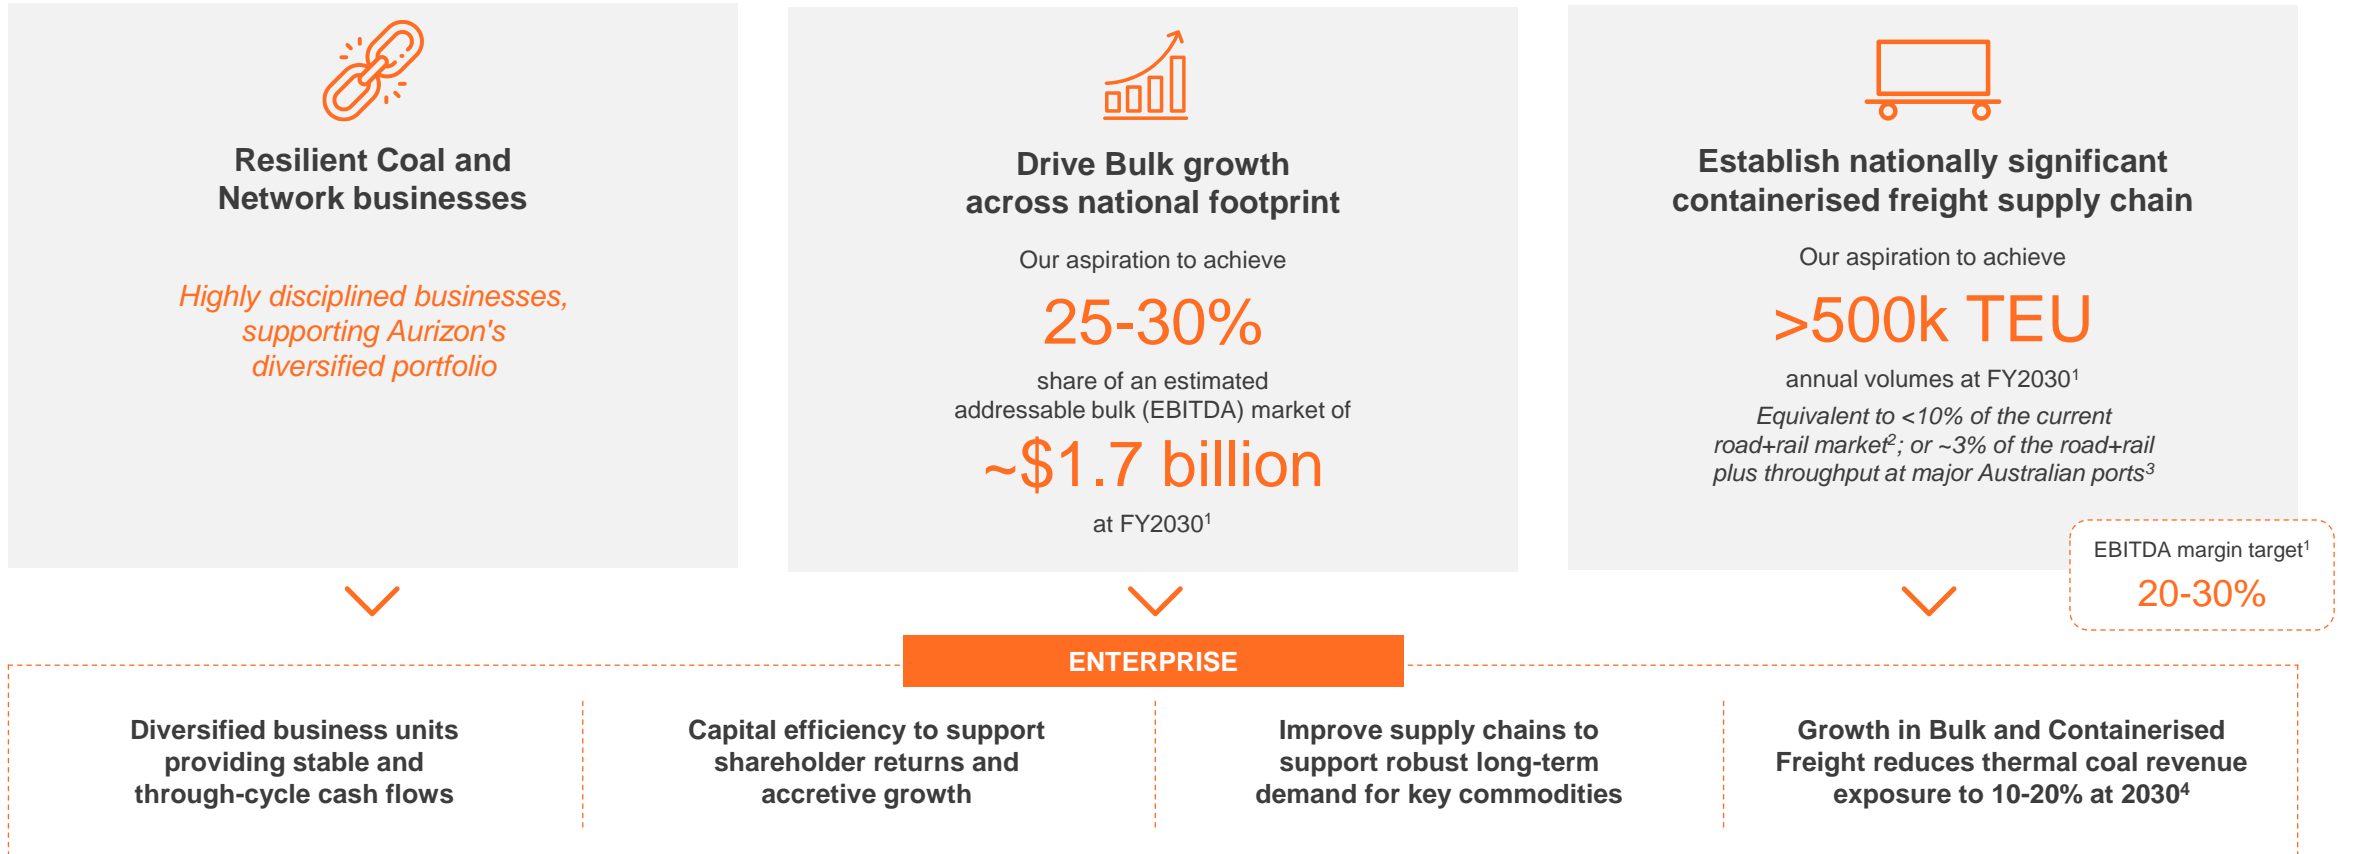 Resilient Coal and
Network businesses
Highly disciplined businesses,
supporting Aurizon's
diversified portfolio
Drive Bulk growth
across national footprint
Our aspiration to achieve
25-30%
share of an estimated
addressable bulk (EBITDA) market of
~$1.7 billion
at FY2030¹
Establish nationally significant
containerised freight supply chain
Our aspiration to achieve
>500k TEU
annual volumes at FY2030¹
Equivalent to <10% of the current
road+rail market²; or ~3% of the road+rail
plus throughput at major Australian ports³
EBITDA margin target¹
20-30%
ENTERPRISE
Diversified business units
providing stable and
through-cycle cash flows
Capital efficiency to support
shareholder returns and
accretive growth
Improve supply chains to
support robust long-term
demand for key commodities
Growth in Bulk and Containerised
Freight reduces thermal coal revenue
exposure to 10-20% at 2030⁴